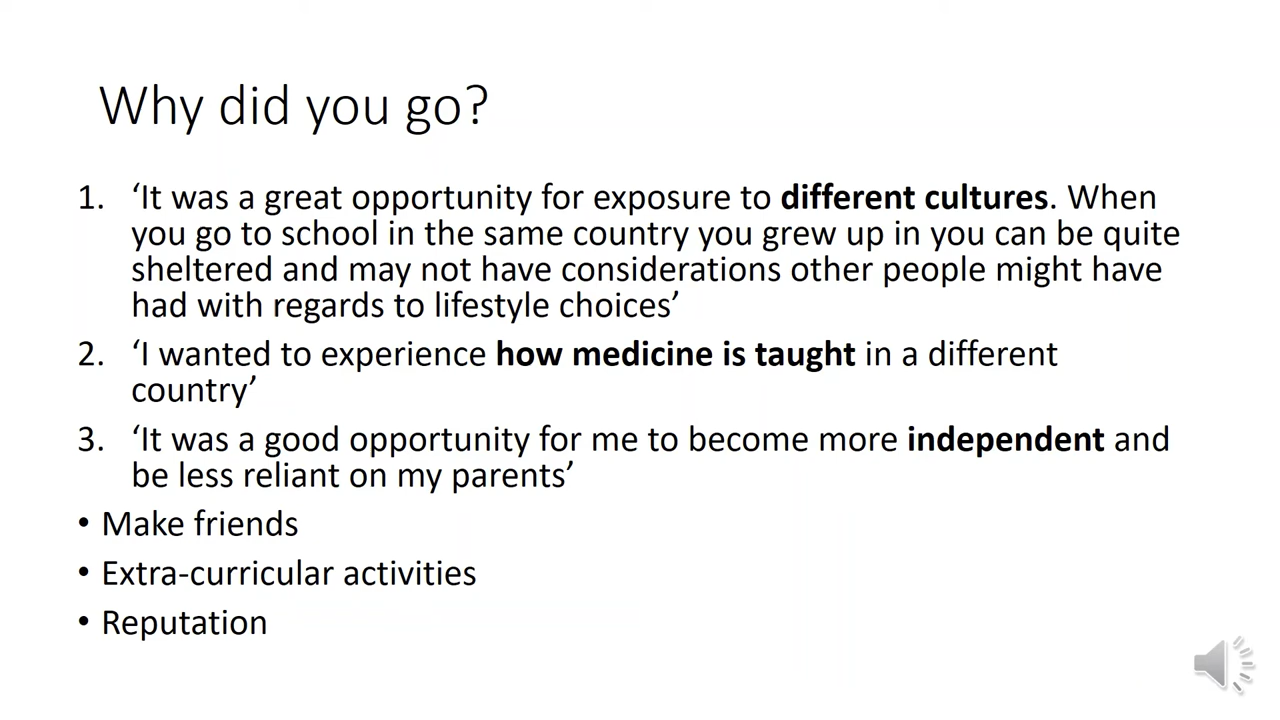 Why did you go?
1. ‘It was a great opportunity for exposure to different cultures. When
you go to school in the same country you grew up in you can be quite
sheltered and may not have considerations other people might have
had with regards to lifestyle choices’
2. ‘I wanted to experience how medicine is taught in a different
country’
3. ‘It was a good opportunity for me to become more independent and
be less reliant on my parents’
• Make friends
• Extra-curricular activities
• Reputation